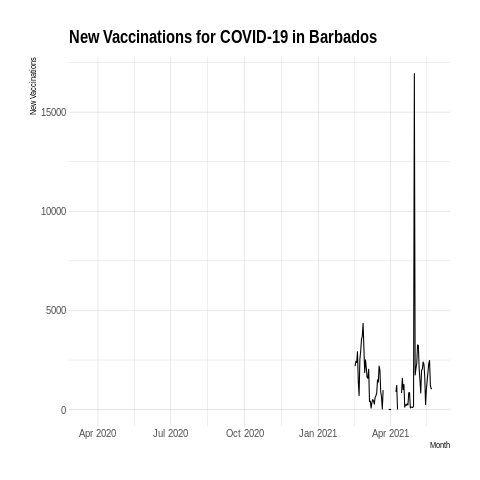 New Vaccinations for COVID-19 in Barbados
New Vaccinations
15000
10000
5000
0
Apr 2020 Jul 2020 Oct 2020 Jan 2021 Apr 2021
Month